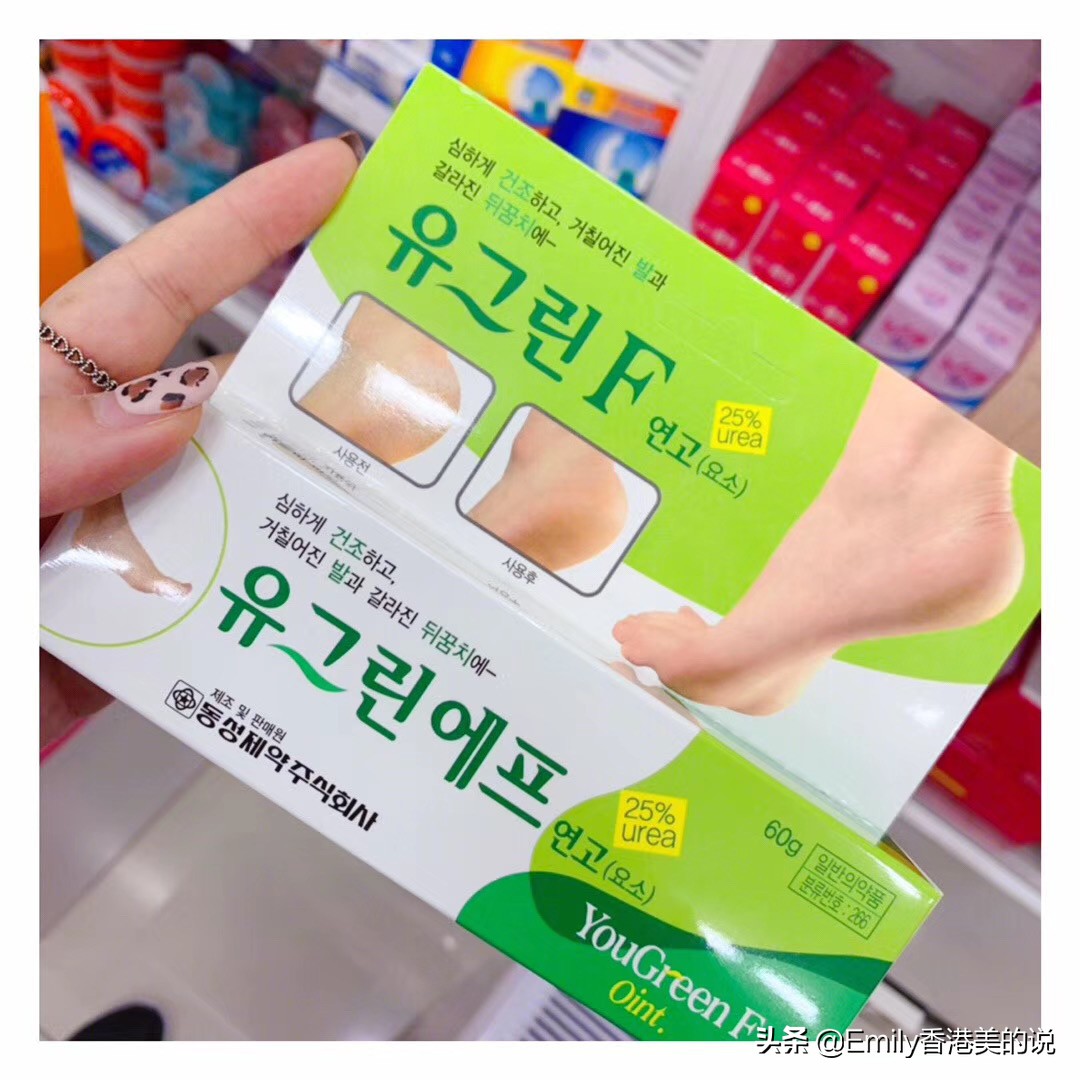 심하게 건조하고, 거칠어진 발과
갈라진 뒤꿈치에-
유그린 F 연고(요소)
25%
urea
사용전
사용후
심하게 건조하고,
거칠어진 발과 갈라진 뒤꿈치에-
유그린에프 연고(요소)
25%
urea
제조 및 판매원
동성제약주식회사
60g
일반의약품
분류번호 : 266
YouGreen F
Oint.
头条 @Emily香港美的说